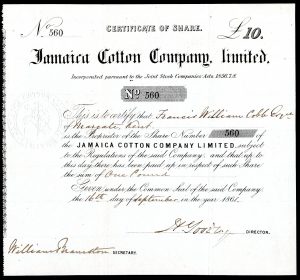 No 560
CERTIFICATE OF SHARE.
£10.
Jamaica Cotton Company, limited.
Incorporated pursuant to the Joint Stock Companies Acts, 1856,7,8.
No 560
This is to certify that Francis William Cobb Esqre
of Margate, Kent
is the Proprietor of the Share Number 560 of
the JAMAICA COTTON COMPANY LIMITED, subject
to the Regulations of the said Company, and that up to
this day there has been paid up in respect of such Share
the sum of One Pound
Given under the Common Seal of the said Company
the 16th day of September in the year 1861.
DIRECTOR.
William SECRETARY.